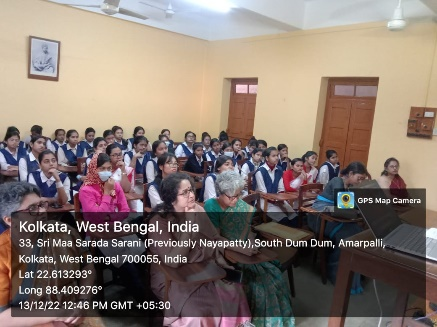 GPS Map Camera
Kolkata, West Bengal, India
33, Sri Maa Sarada Sarani (Previously Nayapatty),South Dum Dum, Amarpalli,
Kolkata, West Bengal 700055, India
Lat 22.613293°
Long 88.409276°
13/12/22 12:46 PM GMT +05:30